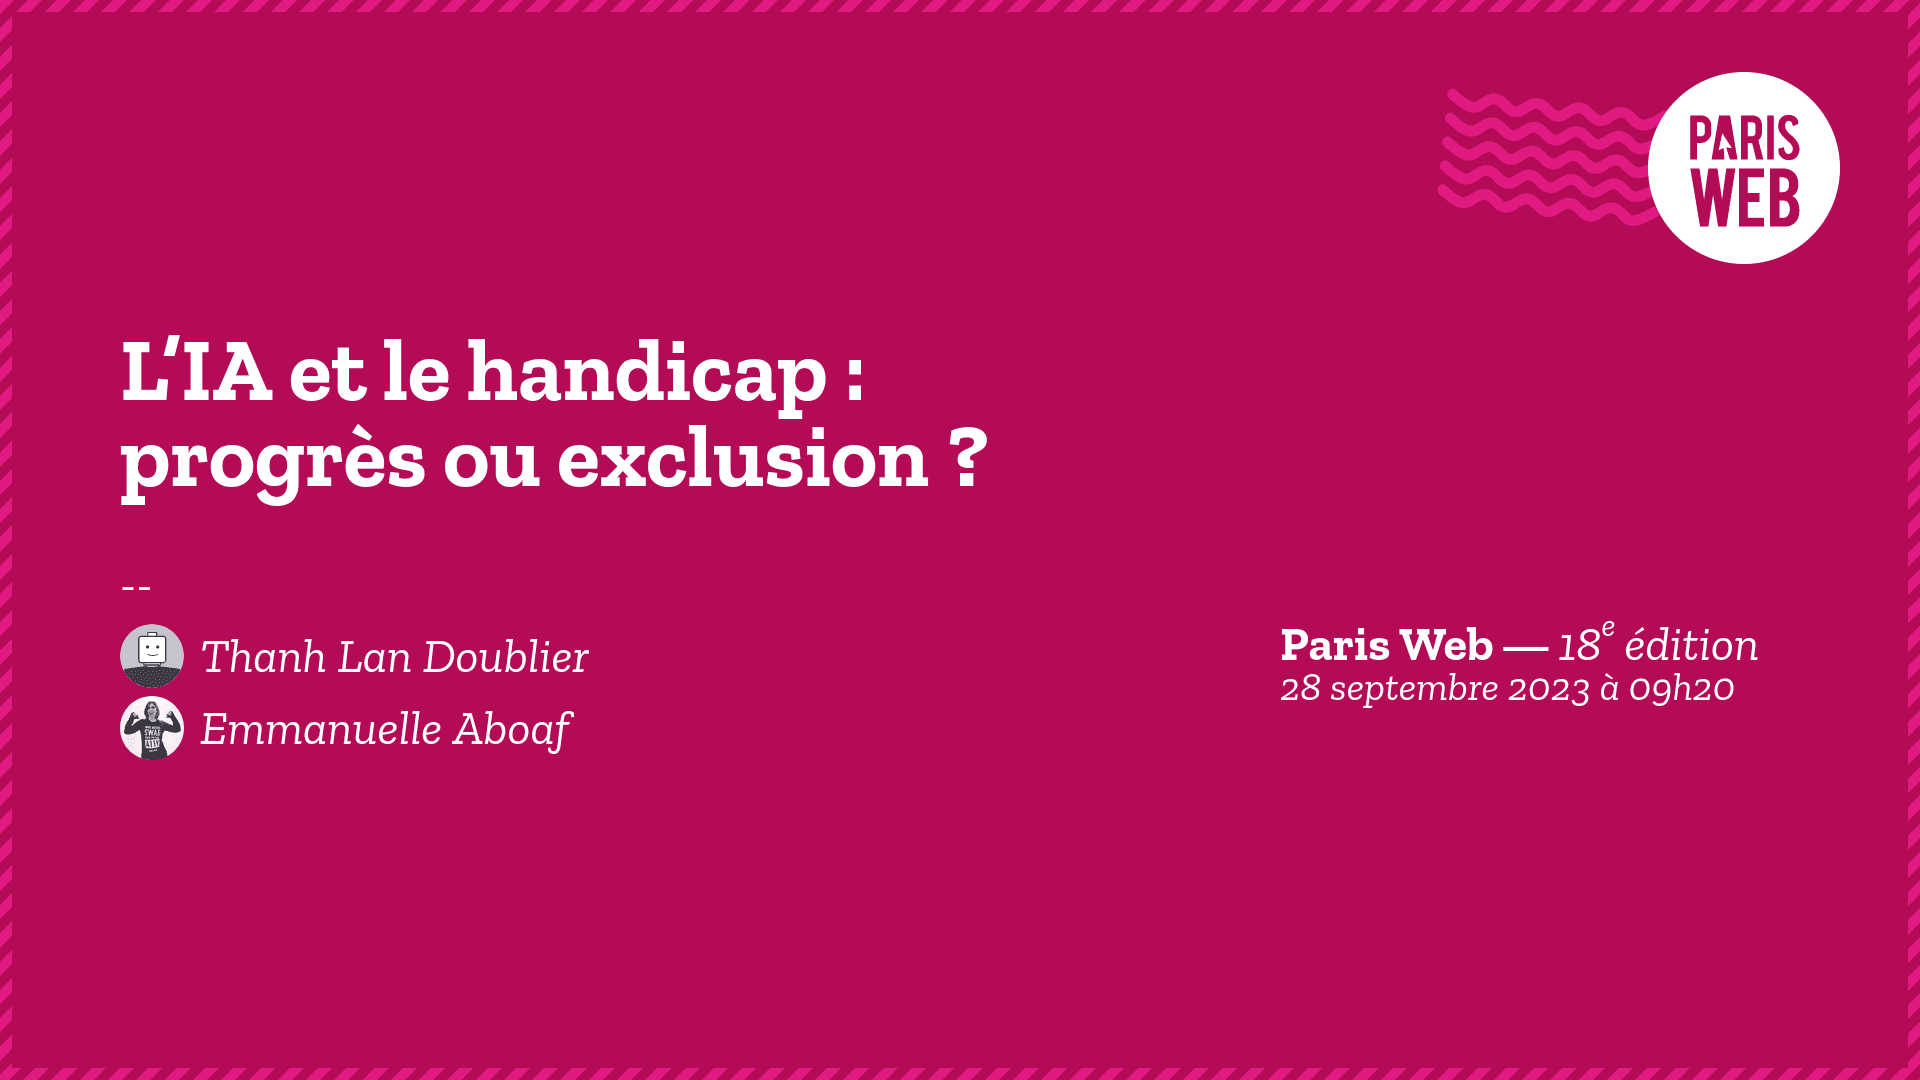 PARIS
WEB
L’IA et le handicap :
progrès ou exclusion ?
--
Thanh Lan Doublier
Emmanuelle Aboaf
Paris Web — 18e édition
28 septembre 2023 à 09h20